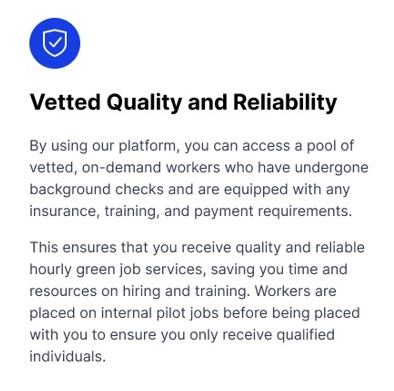 Vetted Quality and Reliability
By using our platform, you can access a pool of
vetted, on-demand workers who have undergone
background checks and are equipped with any
insurance, training, and payment requirements.
This ensures that you receive quality and reliable
hourly green job services, saving you time and
resources on hiring and training. Workers are
placed on internal pilot jobs before being placed
with you to ensure you only receive qualified
individuals.